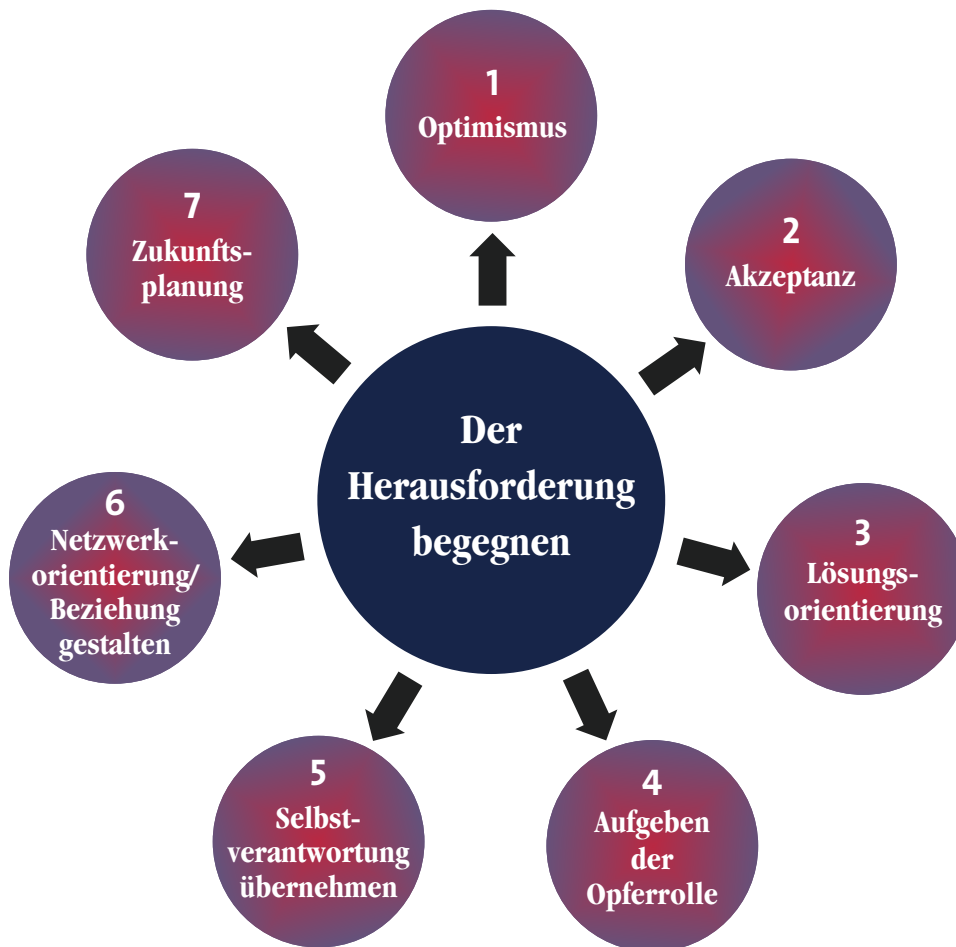 1
Optimismus
2
Akzeptanz
3
Lösungs-
orientierung
4
Aufgeben
der
Opferrolle
5
Selbst-
verantwortung
übernehmen
6
Netzwerk-
orientierung/
Beziehung
gestalten
7
Zukunfts-
planung
Der
Herausforderung
begegnen